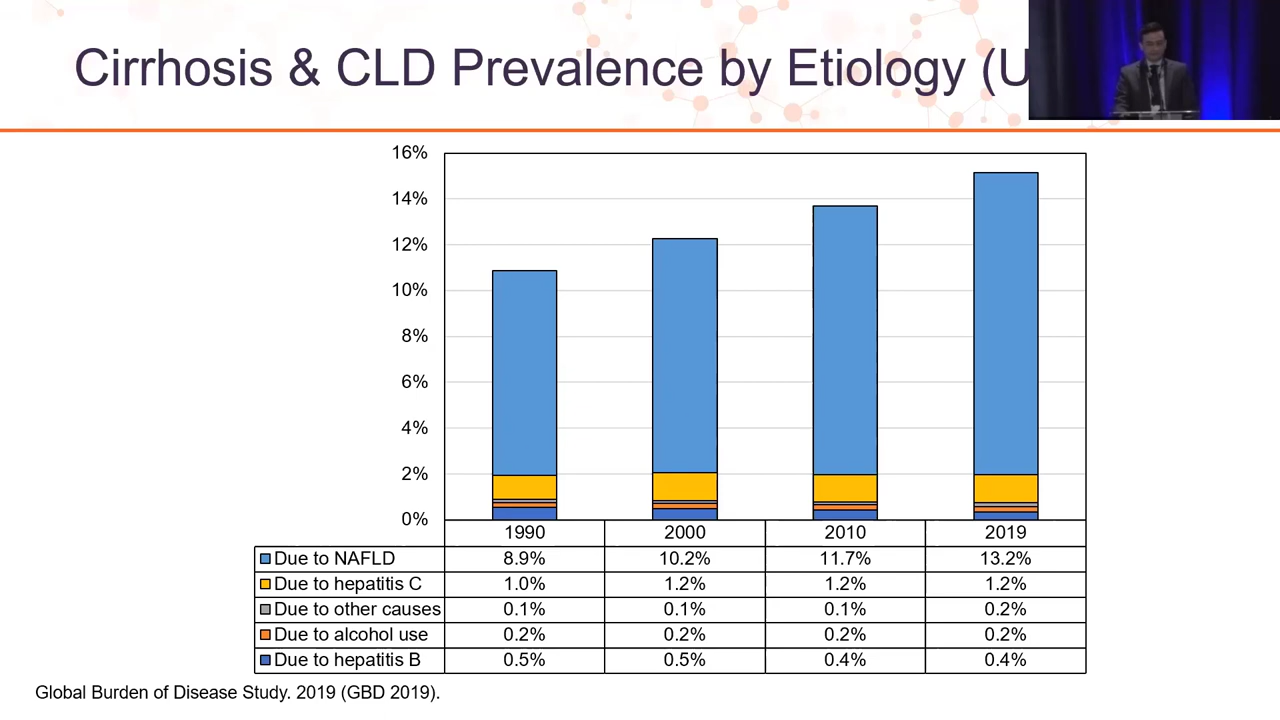 Cirrhosis & CLD Prevalence by Etiology (U
16%
14%
12%
10%
8%
6%
4%
2%
0%
1990 2000 2010 2019
Due to NAFLD 8.9% 10.2% 11.7% 13.2%
Due to hepatitis C 1.0% 1.2% 1.2% 1.2%
Due to other causes 0.1% 0.1% 0.1% 0.2%
Due to alcohol use 0.2% 0.2% 0.2% 0.2%
Due to hepatitis B 0.5% 0.5% 0.4% 0.4%
Global Burden of Disease Study. 2019 (GBD 2019).